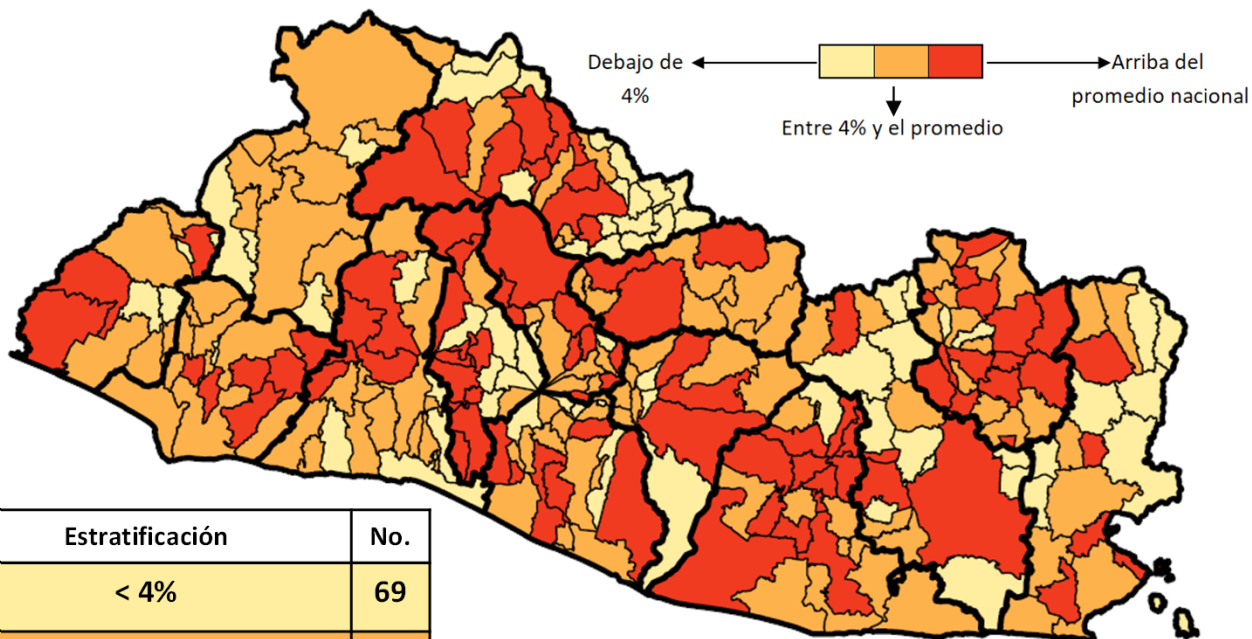 Debajo de
4%
Arriba del
promedio nacional
Entre 4% y el promedio
Estratificación No.
< 4% 69